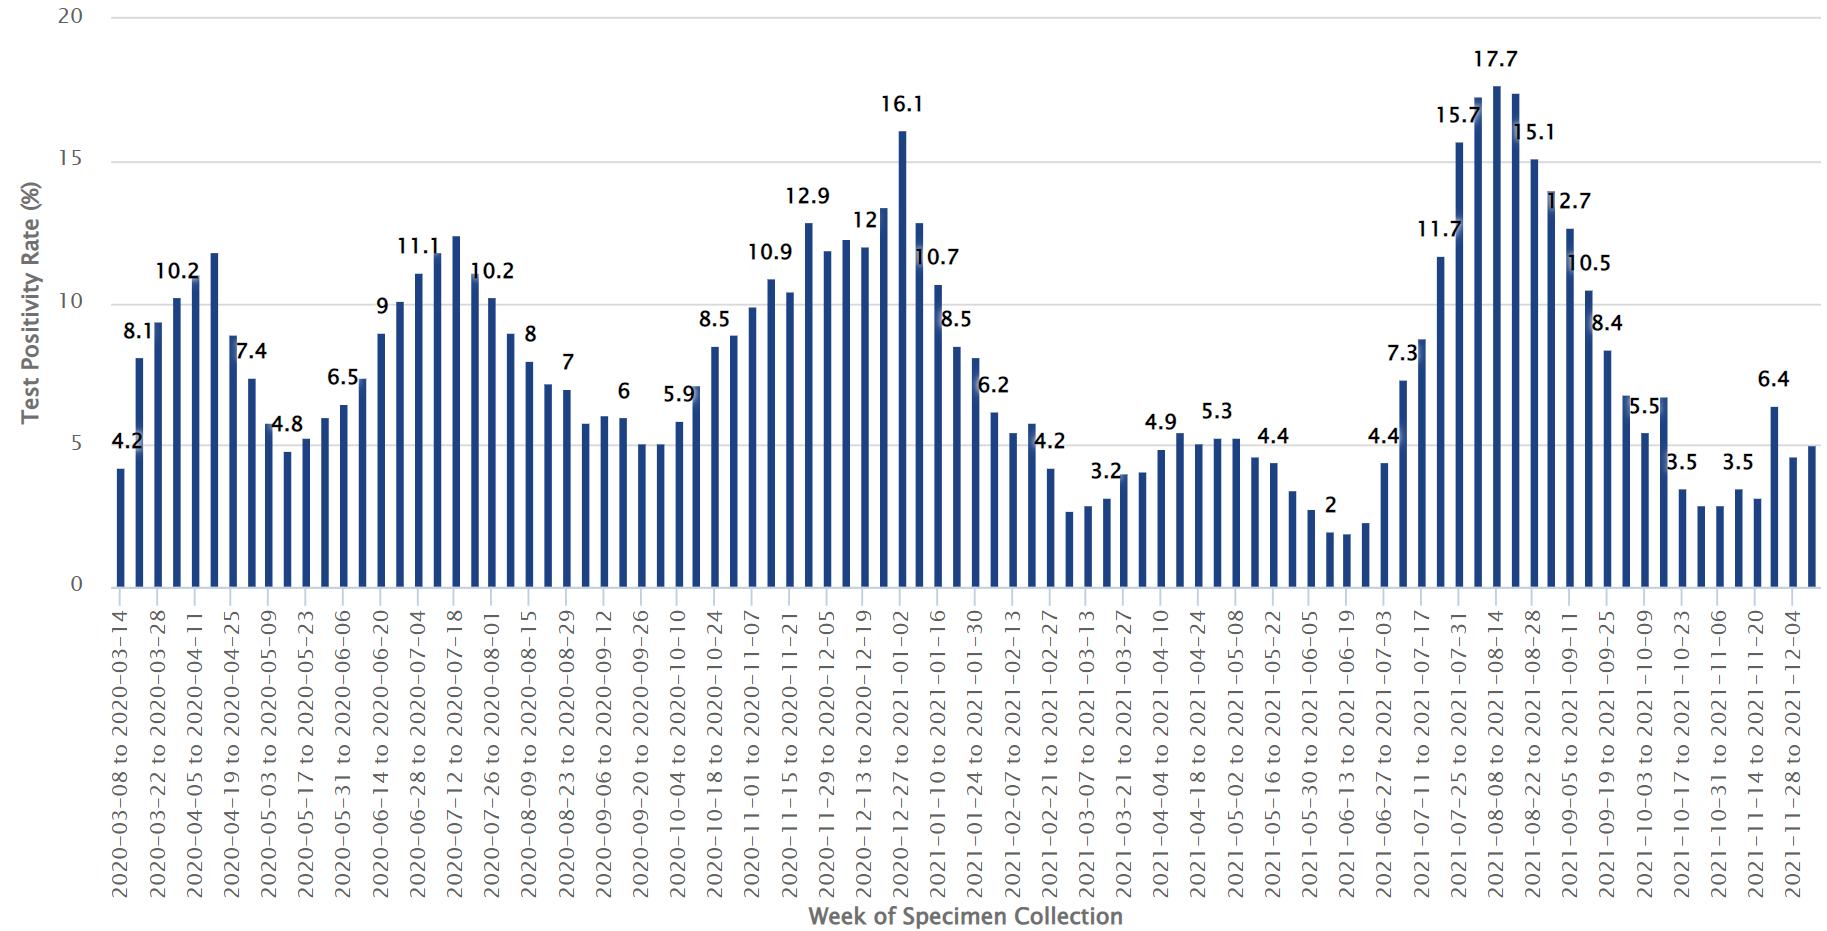 20
15
10
5
0
Test Positivity Rate (%)
4.2
8.1
10.2
7.4
4.8
6.5
9
11.1
10.2
8
7
6
5.9
8.5
10.9
12.9
12
16.1
10.7
8.5
6.2
4.2
3.2
4.9
5.3
4.4
2
4.4
7.3
11.7
15.7
17.7
15.1
12.7
10.5
8.4
5.5
3.5
3.5
6.4
2020-03-08 to 2020-03-14
2020-03-22 to 2020-03-28
2020-04-05 to 2020-04-11
2020-04-19 to 2020-04-25
2020-05-03 to 2020-05-09
2020-05-17 to 2020-05-23
2020-05-31 to 2020-06-06
2020-06-14 to 2020-06-20
2020-06-28 to 2020-07-04
2020-07-12 to 2020-07-18
2020-07-26 to 2020-08-01
2020-08-09 to 2020-08-15
2020-08-23 to 2020-08-29
2020-09-06 to 2020-09-12
2020-09-20 to 2020-09-26
2020-10-04 to 2020-10-10
2020-10-18 to 2020-10-24
2020-11-01 to 2020-11-07
2020-11-15 to 2020-11-21
2020-11-29 to 2020-12-05
2020-12-13 to 2020-12-19
2020-12-27 to 2021-01-02
2021-01-10 to 2021-01-16
2021-01-24 to 2021-01-30
2021-02-07 to 2021-02-13
2021-02-21 to 2021-02-27
2021-03-07 to 2021-03-13
2021-03-21 to 2021-03-27
2021-04-04 to 2021-04-10
2021-04-18 to 2021-04-24
2021-05-02 to 2021-05-08
2021-05-16 to 2021-05-22
2021-05-30 to 2021-06-05
2021-06-13 to 2021-06-19
2021-06-27 to 2021-07-03
2021-07-11 to 2021-07-17
2021-07-25 to 2021-07-31
2021-08-08 to 2021-08-14
2021-08-22 to 2021-08-28
2021-09-05 to 2021-09-11
2021-09-19 to 2021-09-25
2021-10-03 to 2021-10-09
2021-10-17 to 2021-10-23
2021-10-31 to 2021-11-06
2021-11-14 to 2021-11-20
2021-11-28 to 2021-12-04
Week of Specimen Collection